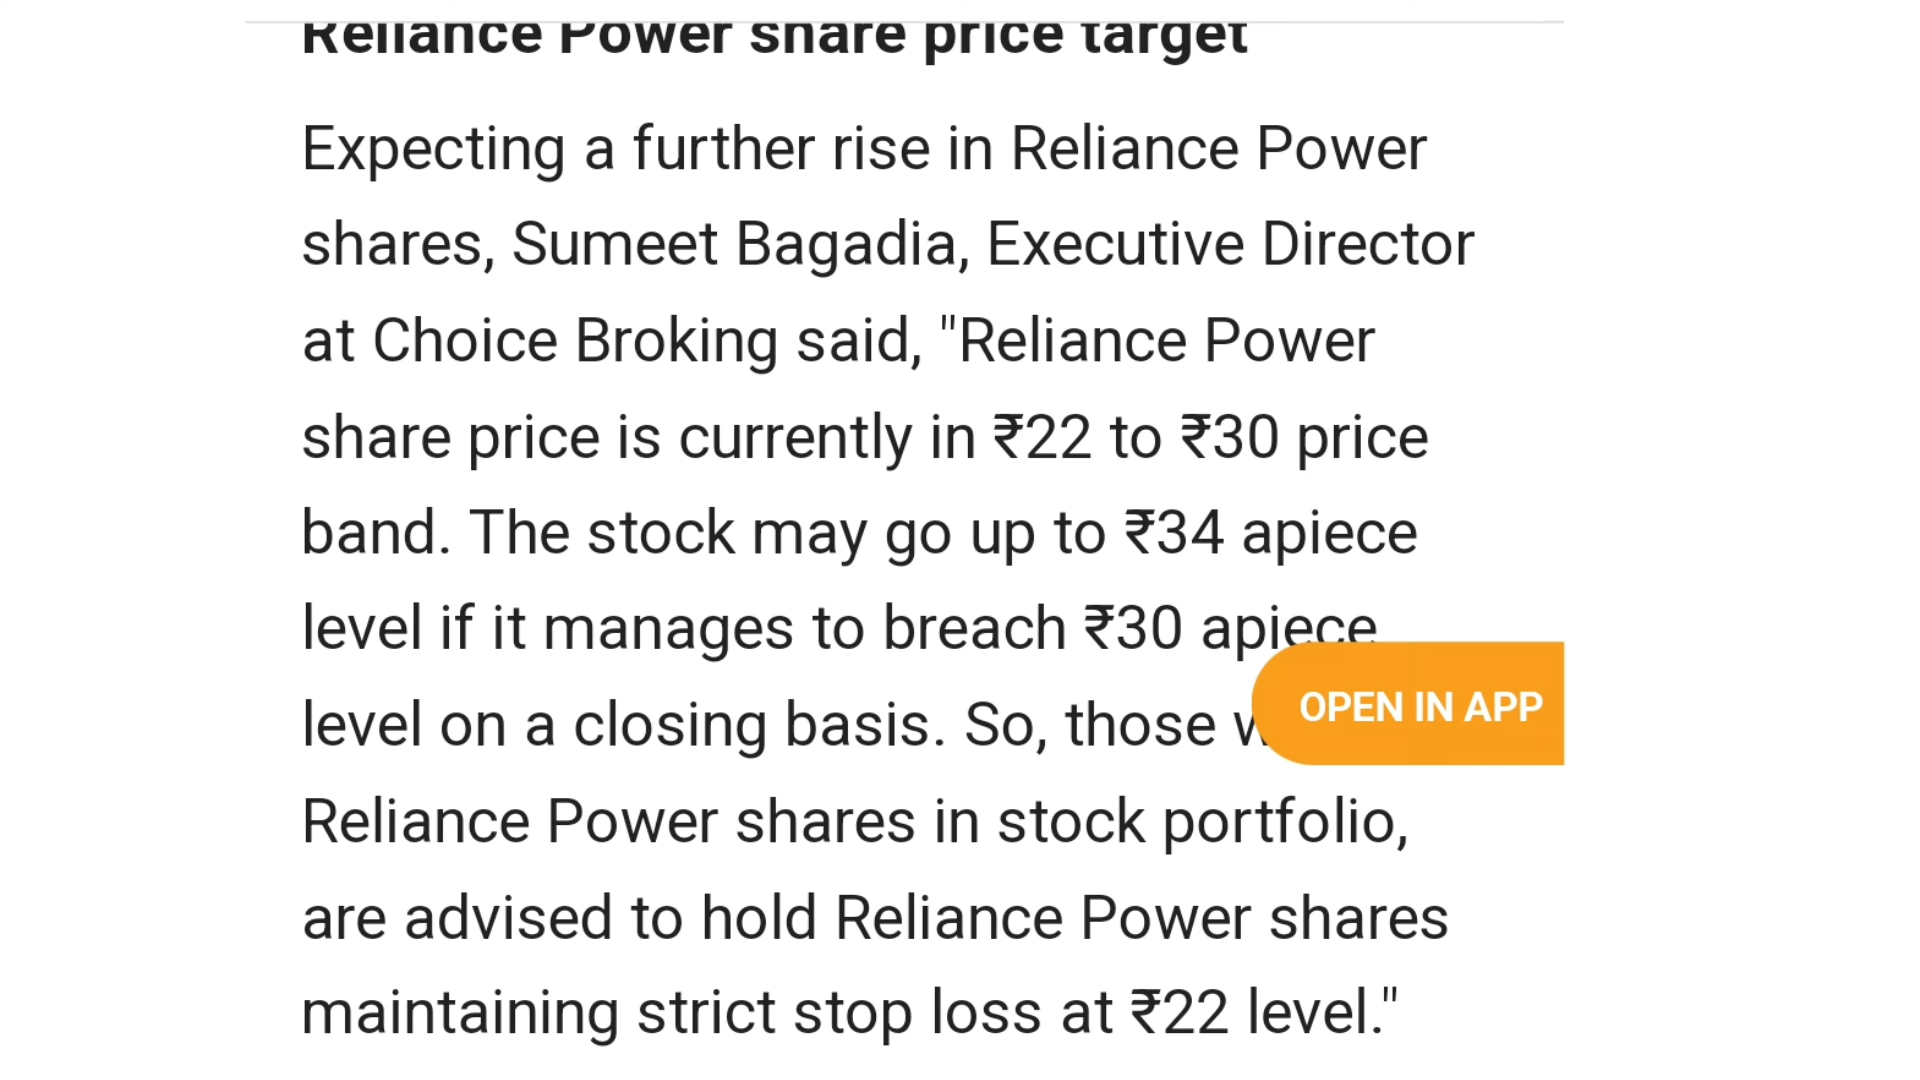 Reliance Power share price target
Expecting a further rise in Reliance Power
shares, Sumeet Bagadia, Executive Director
at Choice Broking said, "Reliance Power
share price is currently in ₹22 to ₹30 price
band. The stock may go up to ₹34 apiece
level if it manages to breach ₹30 apiece
level on a closing basis. So, those
OPEN IN APP
Reliance Power shares in stock portfolio,
are advised to hold Reliance Power shares
maintaining strict stop loss at ₹22 level."